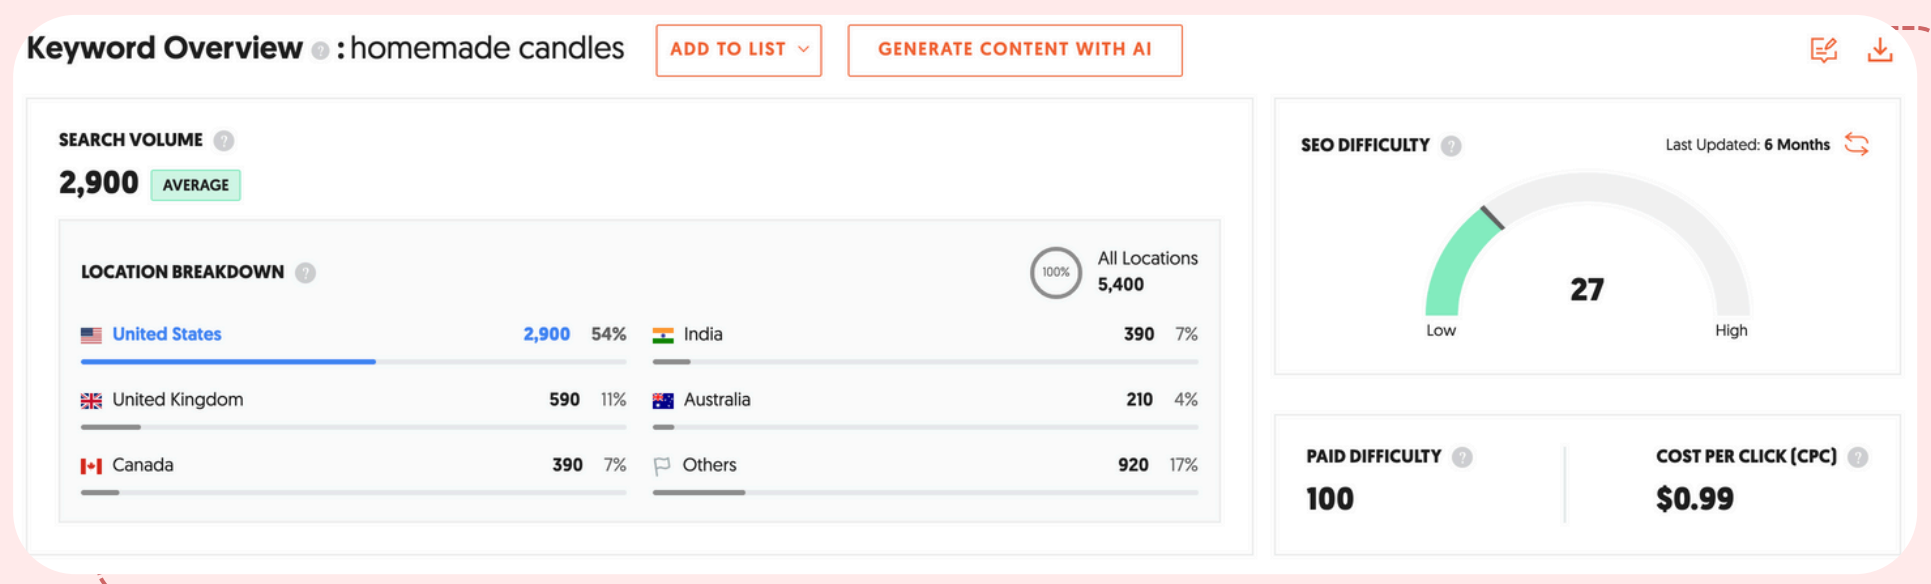 Keyword Overview ? : homemade candles ADD TO LIST GENERATE CONTENT WITH AI
SEARCH VOLUME ?
2,900 AVERAGE
LOCATION BREAKDOWN ?
100% All Locations
5,400
United States 2,900 54%
India 390 7%
United Kingdom 590 11%
Australia 210 4%
Canada 390 7%
Others 920 17%
SEO DIFFICULTY ? Last Updated: 6 Months
27
Low High
PAID DIFFICULTY ?
100
COST PER CLICK (CPC) ?
$0.99